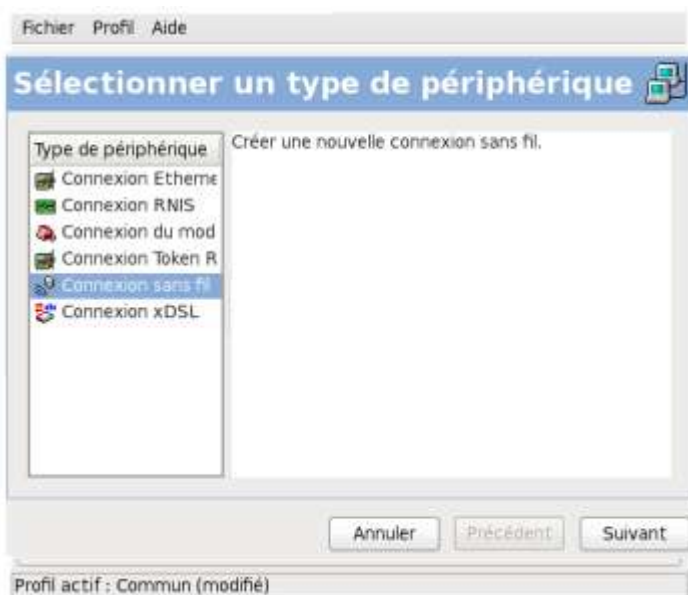 Fichier Profil Aide
Sélectionner un type de périphérique
Type de périphérique
Créer une nouvelle connexion sans fil.
Connexion Etherne
Connexion RNIS
Connexion du mod
Connexion Token R
Connexion sans fil
Connexion xDSL
Annuler Précédent Suivant
Profil actif : Commun (modifié)